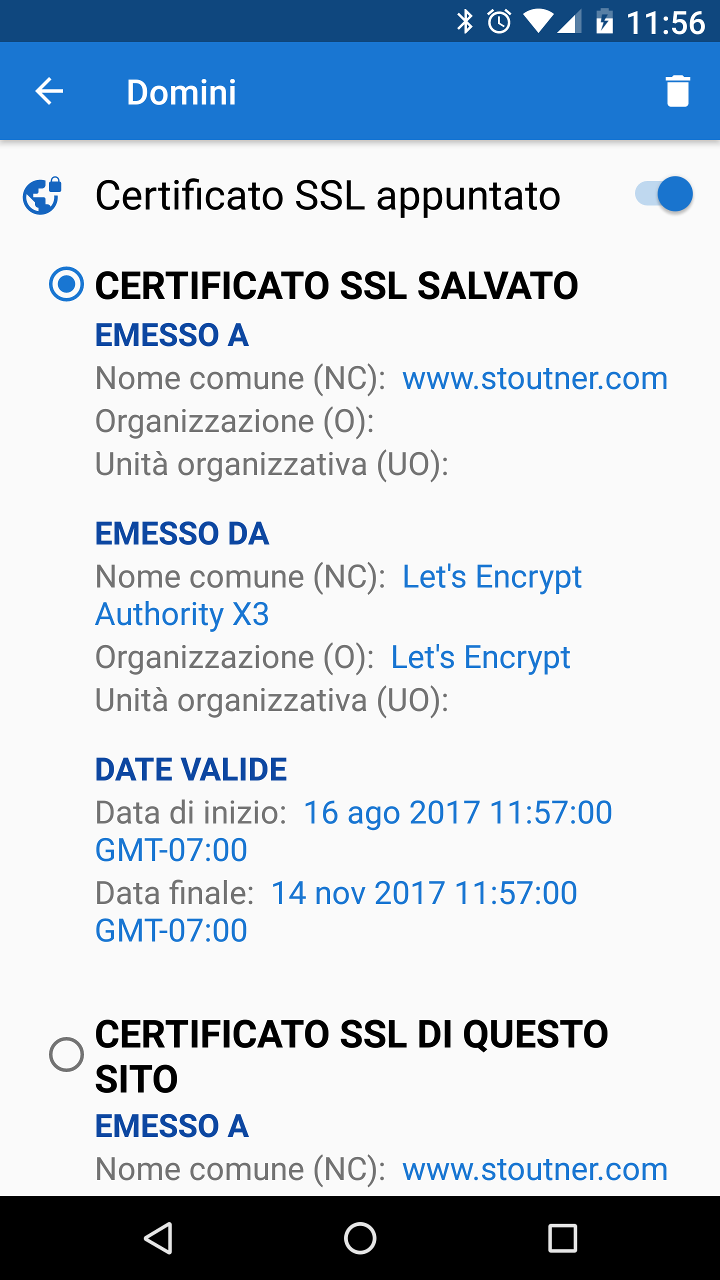 11:56
Domini
Certificato SSL appuntato
CERTIFICATO SSL SALVATO
EMESSO A
Nome comune (NC):  www.stoutner.com
Organizzazione (O):
Unità organizzativa (UO):
EMESSO DA
Nome comune (NC):  Let's Encrypt
Authority X3
Organizzazione (O):  Let's Encrypt
Unità organizzativa (UO):
DATE VALIDE
Data di inizio:  16 ago 2017 11:57:00
GMT-07:00
Data finale:  14 nov 2017 11:57:00
GMT-07:00
CERTIFICATO SSL DI QUESTO
SITO
EMESSO A
Nome comune (NC):  www.stoutner.com